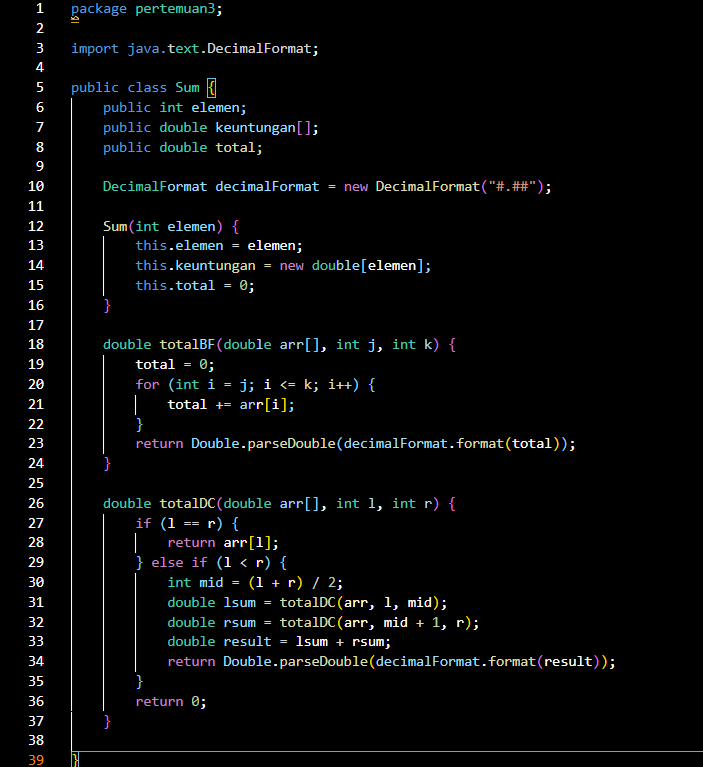 1 package pertemuan3;
2
3 import java.text.DecimalFormat;
4
5 public class Sum {
6     public int elemen;
7     public double keuntungan[];
8     public double total;
9
10     DecimalFormat decimalFormat = new DecimalFormat("#.##");
11
12     Sum(int elemen) {
13         this.elemen = elemen;
14         this.keuntungan = new double[elemen];
15         this.total = 0;
16     }
17
18     double totalBF(double arr[], int j, int k) {
19         total = 0;
20         for (int i = j; i <= k; i++) {
21             total += arr[i];
22         }
23         return Double.parseDouble(decimalFormat.format(total));
24     }
25
26     double totalDC(double arr[], int l, int r) {
27         if (l == r) {
28             return arr[l];
29         } else if (l < r) {
30             int mid = (l + r) / 2;
31             double lsum = totalDC(arr, l, mid);
32             double rsum = totalDC(arr, mid + 1, r);
33             double result = lsum + rsum;
34             return Double.parseDouble(decimalFormat.format(result));
35         }
36         return 0;
37     }
38
39 }